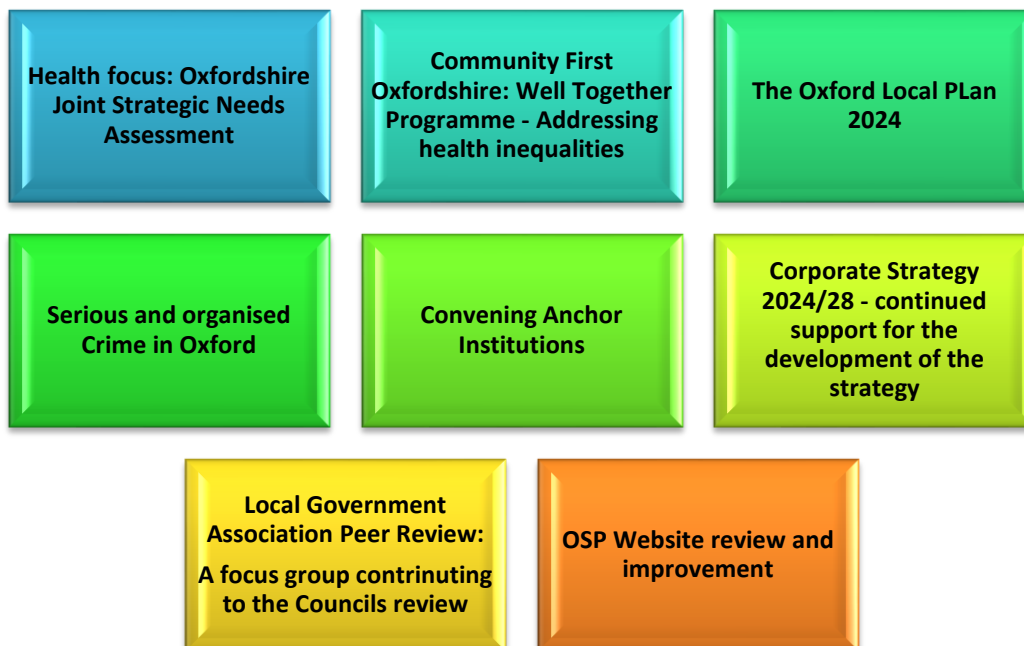 Health focus: Oxfordshire
Joint Strategic Needs
Assessment
Community First
Oxfordshire: Well Together
Programme - Addressing
health inequalities
The Oxford Local PLan
2024
Serious and organised
Crime in Oxford
Convening Anchor
Institutions
Corporate Strategy
2024/28 - continued
support for the
development of the
strategy
Local Government
Association Peer Review:
A focus group contrinuting
to the Councils review
OSP Website review and
improvement